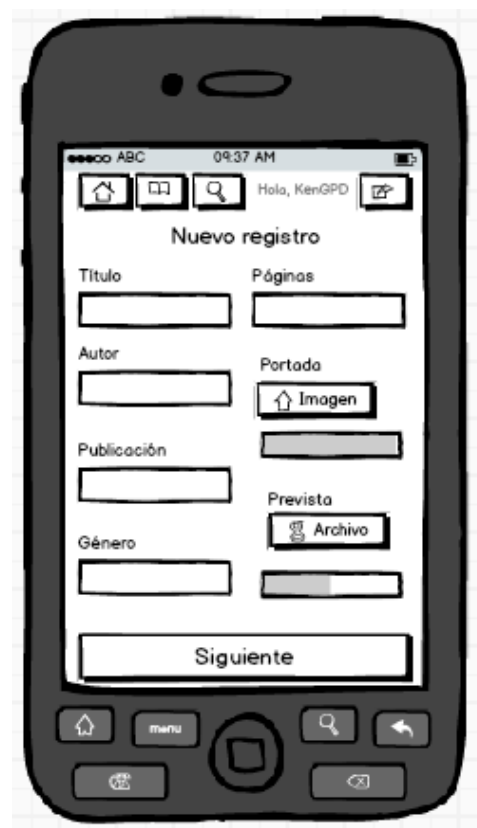 ABC 09:37 AM
Hola, KenGPD
Nuevo registro
Título Páginas
Autor
Portada
Imagen
Publicación
Prevista
Archivo
Género
Siguiente
menu